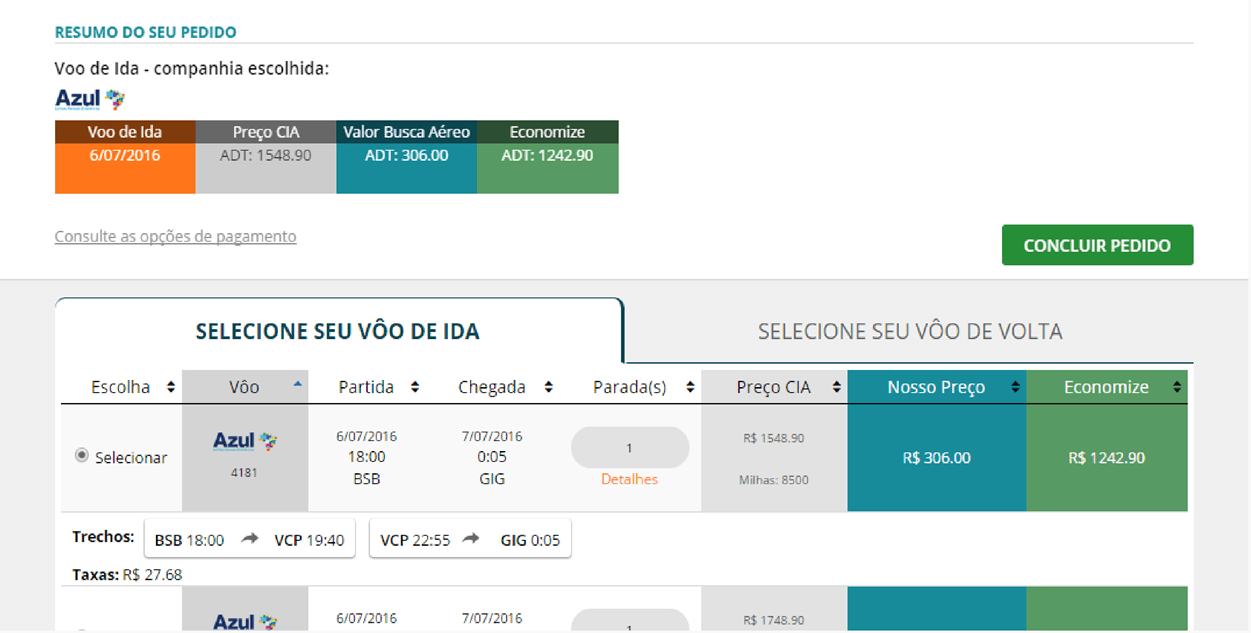 RESUMO DO SEU PEDIDO
Voo de Ida - companhia escolhida:
Azul
Voo de Ida Preço CIA Valor Busca Aéreo Economize
6/07/2016 ADT: 1548.90 ADT: 306.00 ADT: 1242.90
Consulte as opções de pagamento
CONCLUIR PEDIDO
SELECIONE SEU VÔO DE IDA SELECIONE SEU VÔO DE VOLTA
Escolha Vôo Partida Chegada Parada(s) Preço CIA Nosso Preço Economize
Selecionar
Azul
4181
6/07/2016
18:00
BSB
7/07/2016
0:05
GIG
1
Detalhes
R$ 1548.90
Milhas: 8500
R$ 306.00
R$ 1242.90
Trechos: BSB 18:00 VCP 19:40 VCP 22:55 GIG 0:05
Taxas: R$ 27.68
Azul 6/07/2016 7/07/2016 1 R$ 1748.90